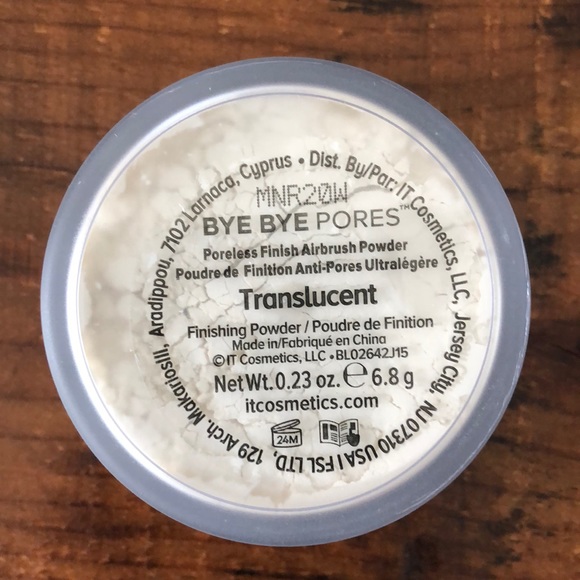 MNR20W
BYE BYE PORES™
Poreless Finish Airbrush Powder
Poudre de Finition Anti-Pores Ultralégère
Translucent
Finishing Powder / Poudre de Finition
Made in/Fabriqué en China
©IT Cosmetics, LLC •BL02642J15
Net Wt. 0.23 oz. ℮ 6.8 g
itcosmetics.com
24M
Dist. By/Par: IT Cosmetics, LLC, Jersey City, NJ 07310 USA I FSL LTD, 129 Arch. MakariosIII, Aradippou, 7102 Larnaca, Cyprus •